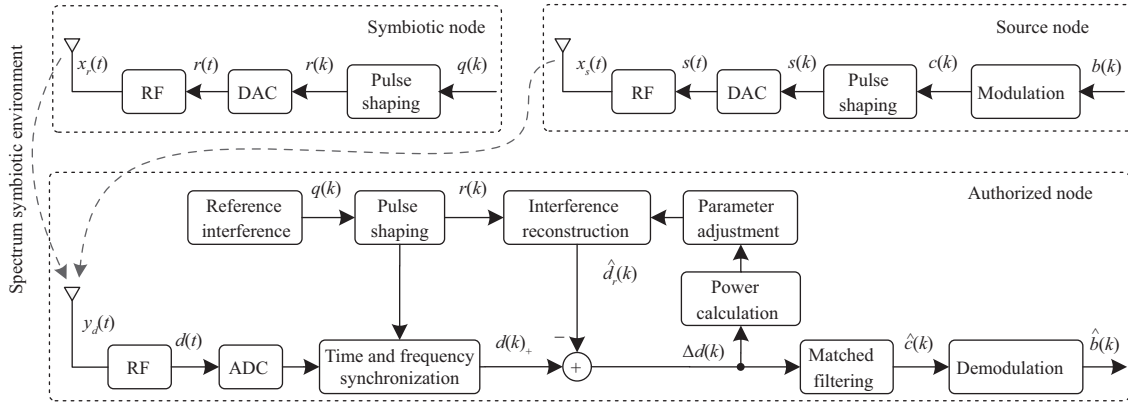 Spectrum symbiotic environment
Symbiotic node
x_r(t)
RF
r(t)
DAC
r(k)
Pulse
shaping
q(k)
Source node
x_s(t)
RF
s(t)
DAC
s(k)
Pulse
shaping
c(k)
Modulation
b(k)
Authorized node
Reference
interference
q(k)
Pulse
shaping
r(k)
Interference
reconstruction
Parameter
adjustment
d̂_r(k)
Power
calculation
y_d(t)
RF
d(t)
ADC
Time and frequency
synchronization
d(k)
+
−
+
Δd(k)
Matched
filtering
ĉ(k)
Demodulation
b̂(k)